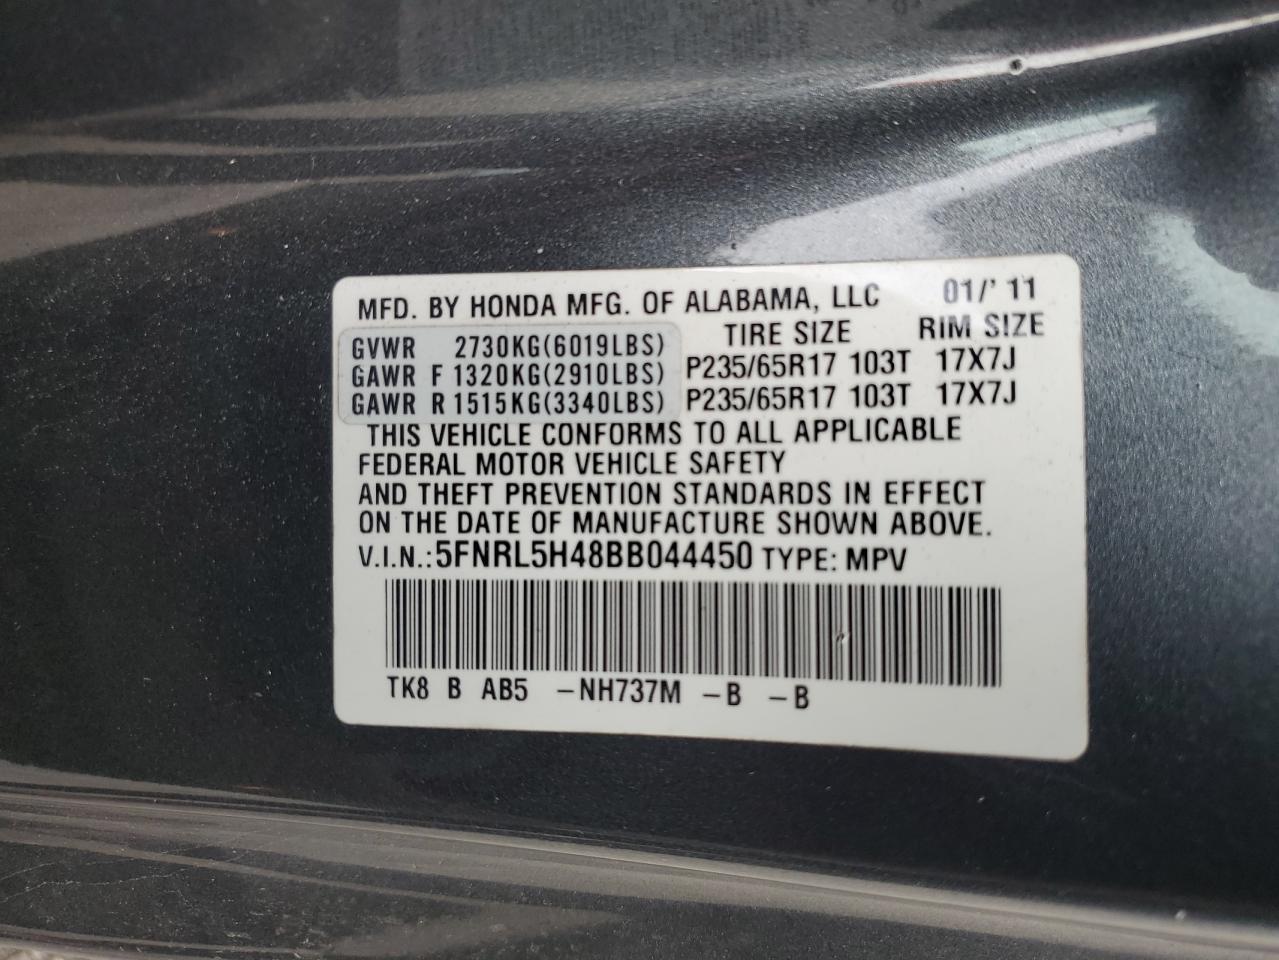 MFD. BY HONDA MFG. OF ALABAMA, LLC 01/'11
TIRE SIZE RIM SIZE
GVWR 2730KG(6019LBS)
GAWR F 1320KG(2910LBS) P235/65R17 103T 17X7J
GAWR R 1515KG(3340LBS) P235/65R17 103T 17X7J
THIS VEHICLE CONFORMS TO ALL APPLICABLE
FEDERAL MOTOR VEHICLE SAFETY
AND THEFT PREVENTION STANDARDS IN EFFECT
ON THE DATE OF MANUFACTURE SHOWN ABOVE.
V.I.N.: 5FNRL5H48BB044450 TYPE: MPV
TK8 B AB5 -NH737M -B -B